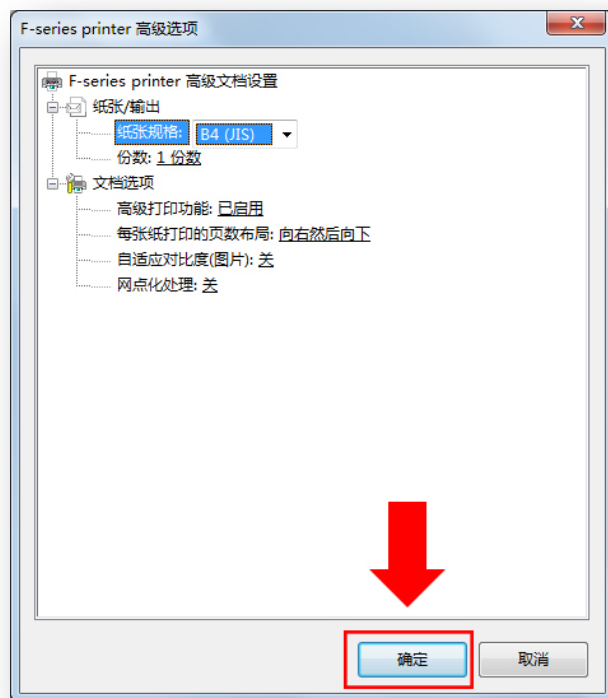 F-series printer 高级选项
F-series printer 高级文档设置
纸张/输出
纸张规格: B4 (JIS)
份数: 1 份数
文档选项
高级打印功能: 已启用
每张纸打印的页数布局: 向右然后向下
自适应对比度(图片): 关
网点化处理: 关
确定 取消